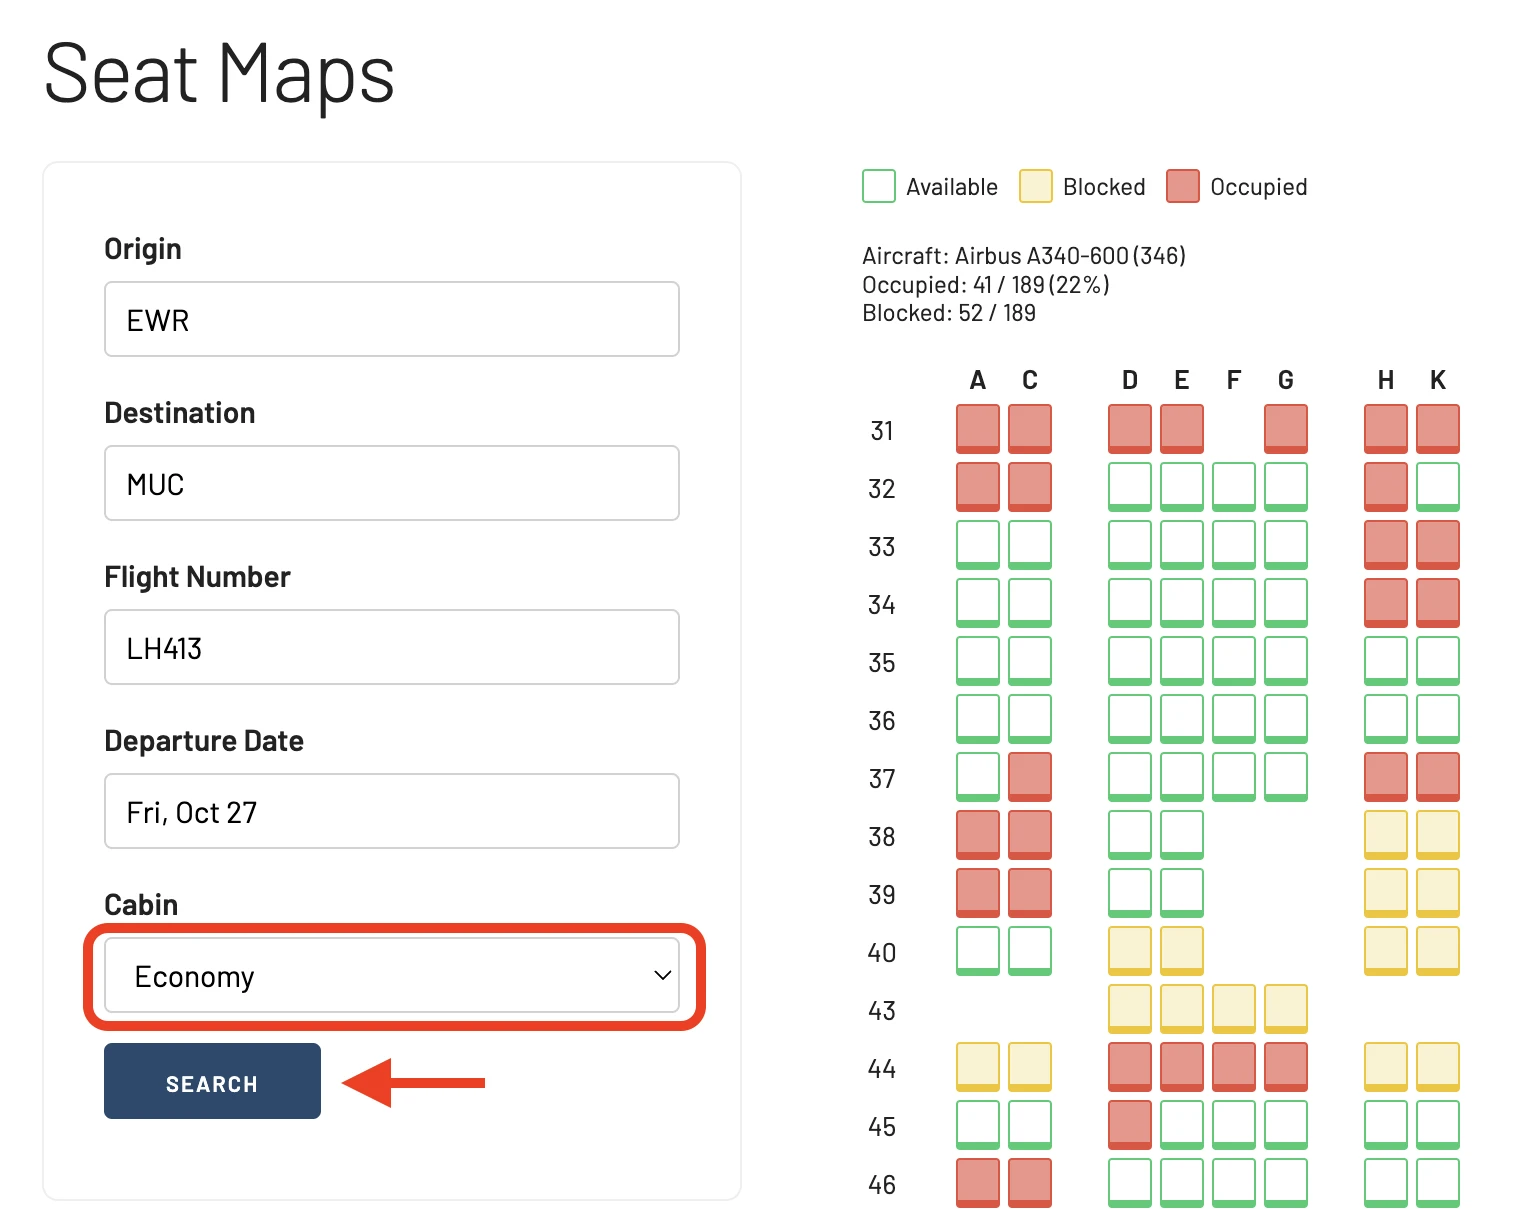 Seat Maps
Origin
EWR
Destination
MUC
Flight Number
LH413
Departure Date
Fri, Oct 27
Cabin
Economy
SEARCH
Available Blocked Occupied
Aircraft: Airbus A340-600 (346)
Occupied: 41 / 189 (22%)
Blocked: 52 / 189
A C D E F G H K
31
32
33
34
35
36
37
38
39
40
43
44
45
46